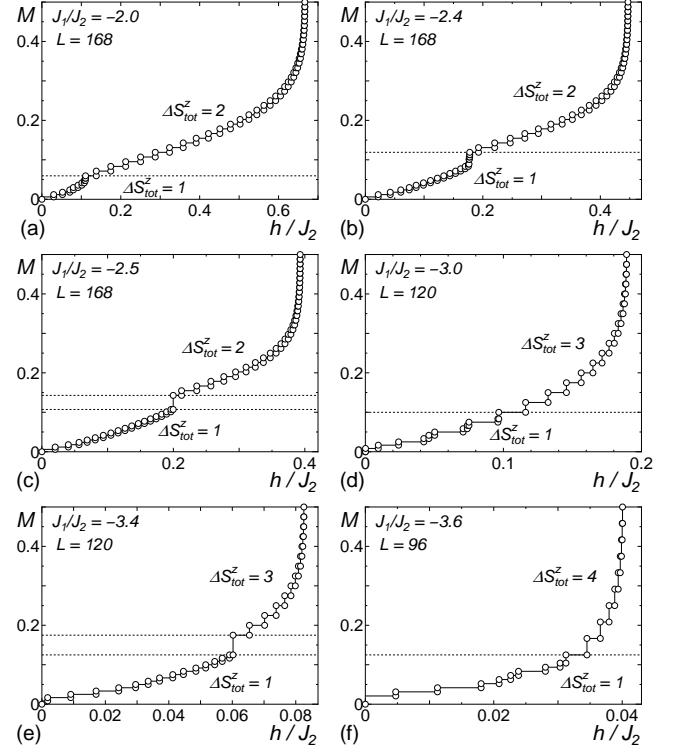 M J₁/J₂ = −2.0
L = 168
0.4
0.2
0
ΔSᶻₜₒₜ = 2
ΔSᶻₜₒₜ = 1
0 0.2 0.4 0.6
(a) h / J₂
M J₁/J₂ = −2.4
L = 168
0.4
0.2
0
ΔSᶻₜₒₜ = 2
ΔSᶻₜₒₜ = 1
0 0.2 0.4
(b) h / J₂
M J₁/J₂ = −2.5
L = 168
0.4
0.2
0
ΔSᶻₜₒₜ = 2
ΔSᶻₜₒₜ = 1
0 0.2 0.4
(c) h / J₂
M J₁/J₂ = −3.0
L = 120
0.4
0.2
0
ΔSᶻₜₒₜ = 3
ΔSᶻₜₒₜ = 1
0 0.1 0.2
(d) h / J₂
M J₁/J₂ = −3.4
L = 120
0.4
0.2
0
ΔSᶻₜₒₜ = 3
ΔSᶻₜₒₜ = 1
0 0.02 0.04 0.06 0.08
(e) h / J₂
M J₁/J₂ = −3.6
L = 96
0.4
0.2
0
ΔSᶻₜₒₜ = 4
ΔSᶻₜₒₜ = 1
0 0.02 0.04
(f) h / J₂